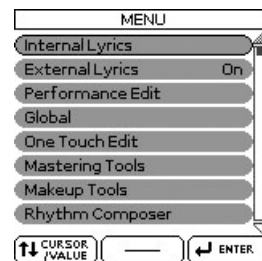 MENU
Internal Lyrics
External Lyrics On
Performance Edit
Global
One Touch Edit
Mastering Tools
Makeup Tools
Rhythm Composer
CURSOR
/VALUE
ENTER